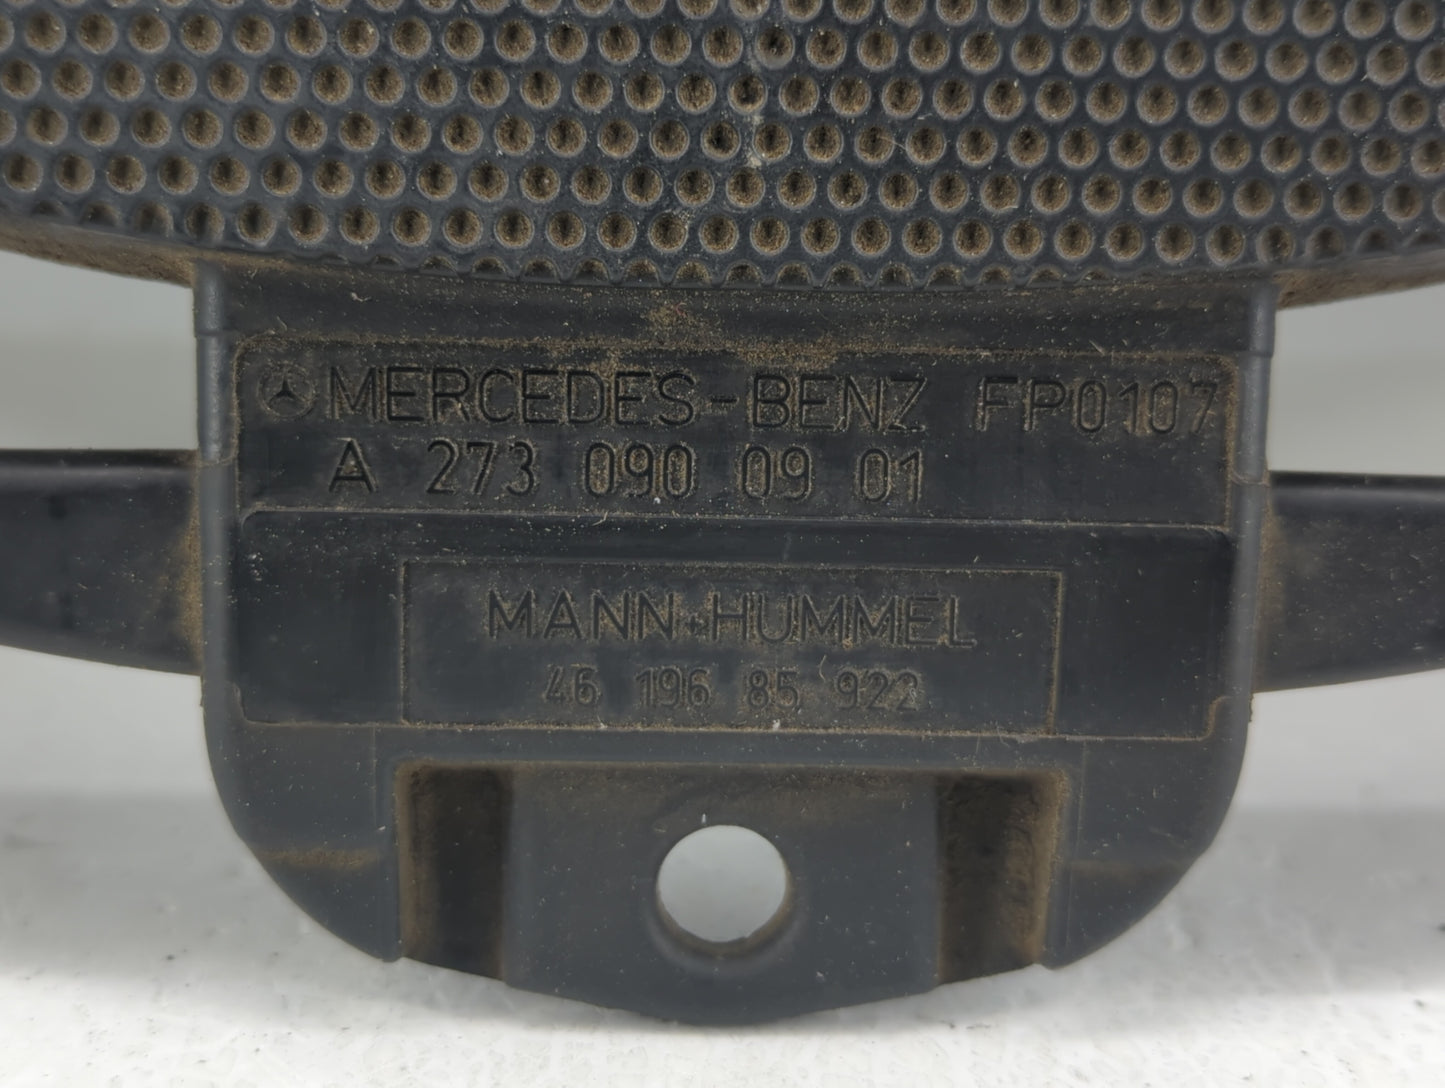 MERCEDES-BENZ FP0107
A 273 090 09 01
MANN+HUMMEL
46 196 85 922